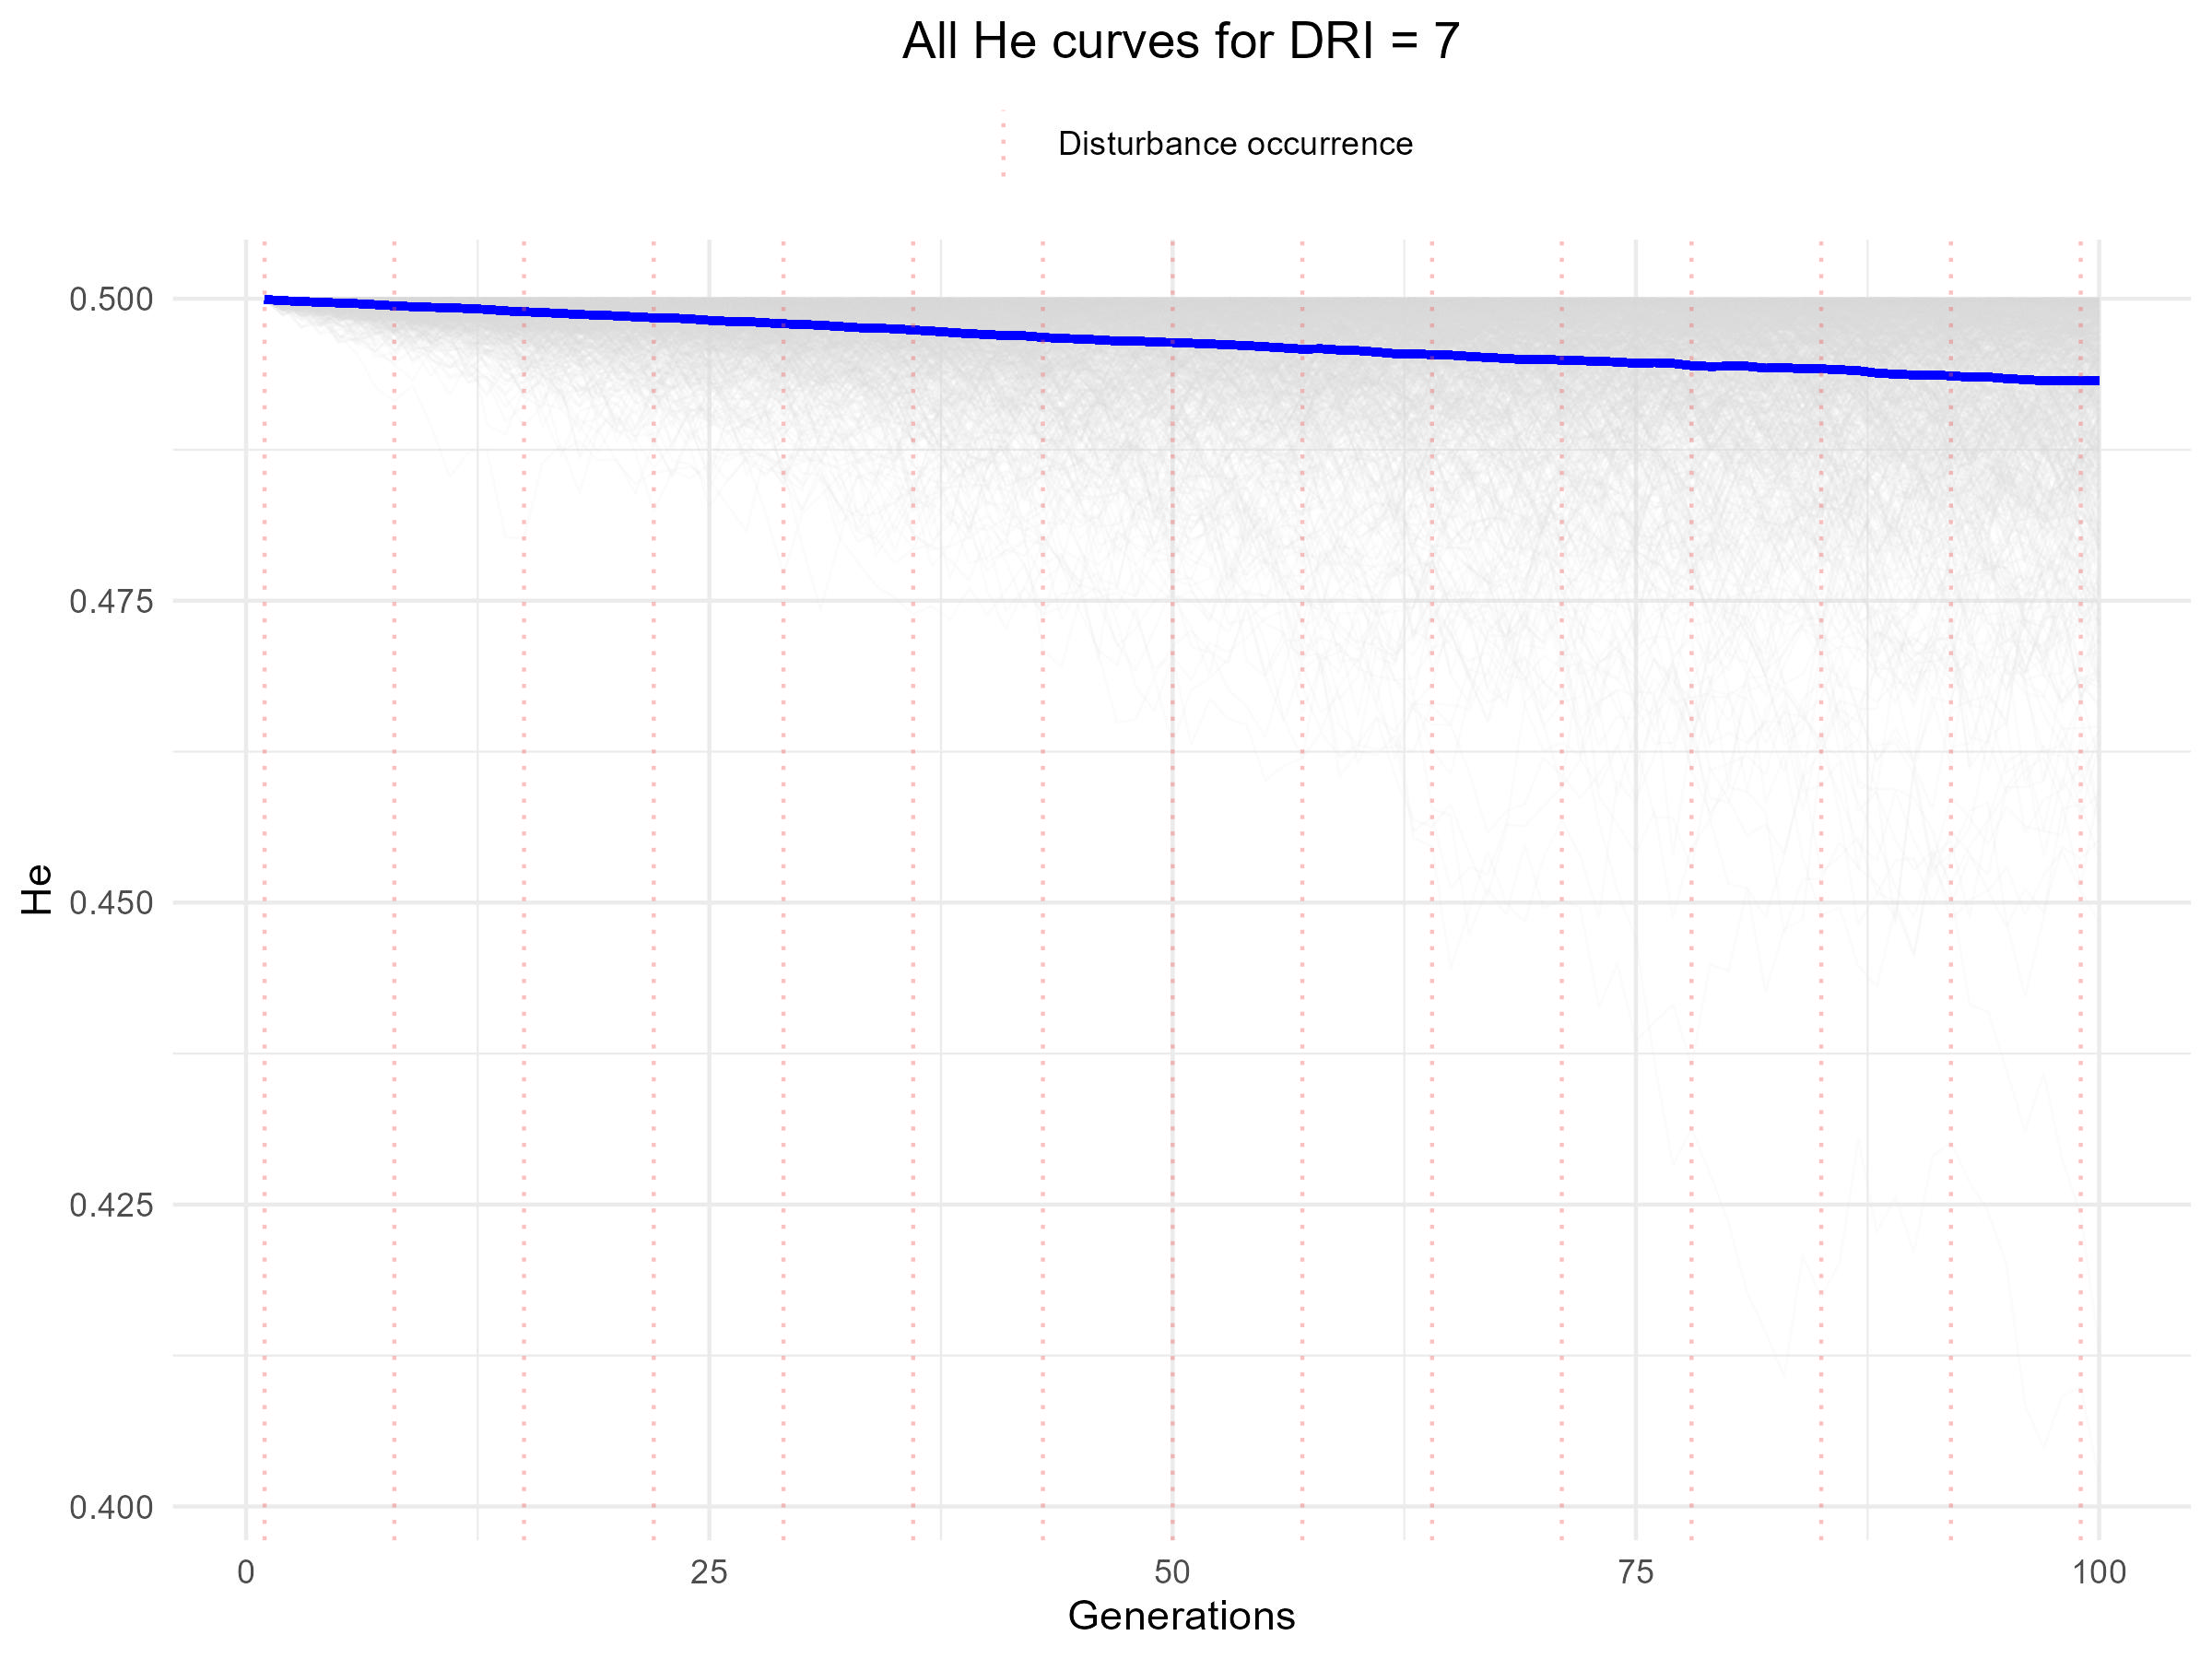 All He curves for DRI = 7
Disturbance occurrence
0.500
0.475
0.450
0.425
0.400
He
0 25 50 75 100
Generations